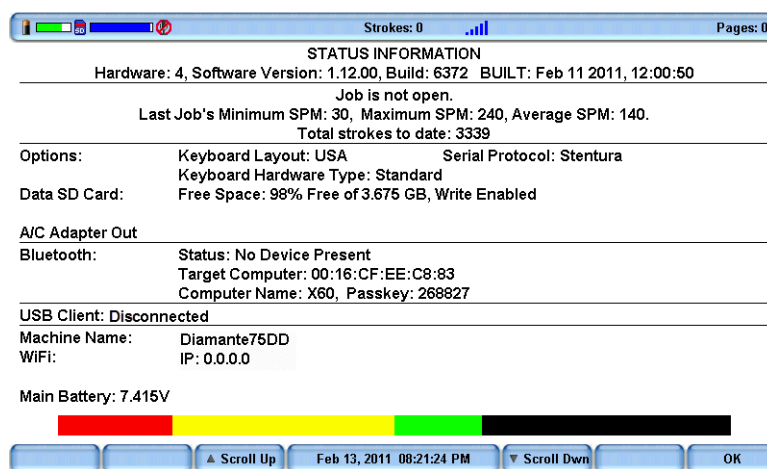 SD Strokes: 0 Pages: 0
STATUS INFORMATION
Hardware: 4, Software Version: 1.12.00, Build: 6372 BUILT: Feb 11 2011, 12:00:50
Job is not open.
Last Job's Minimum SPM: 30, Maximum SPM: 240, Average SPM: 140.
Total strokes to date: 3339
Options: Keyboard Layout: USA Serial Protocol: Stentura
Keyboard Hardware Type: Standard
Data SD Card: Free Space: 98% Free of 3.675 GB, Write Enabled
A/C Adapter Out
Bluetooth: Status: No Device Present
Target Computer: 00:16:CF:EE:C8:83
Computer Name: X60, Passkey: 268827
USB Client: Disconnected
Machine Name: Diamante75DD
WiFi: IP: 0.0.0.0
Main Battery: 7.415V
▲ Scroll Up Feb 13, 2011 08:21:24 PM ▼ Scroll Dwn OK